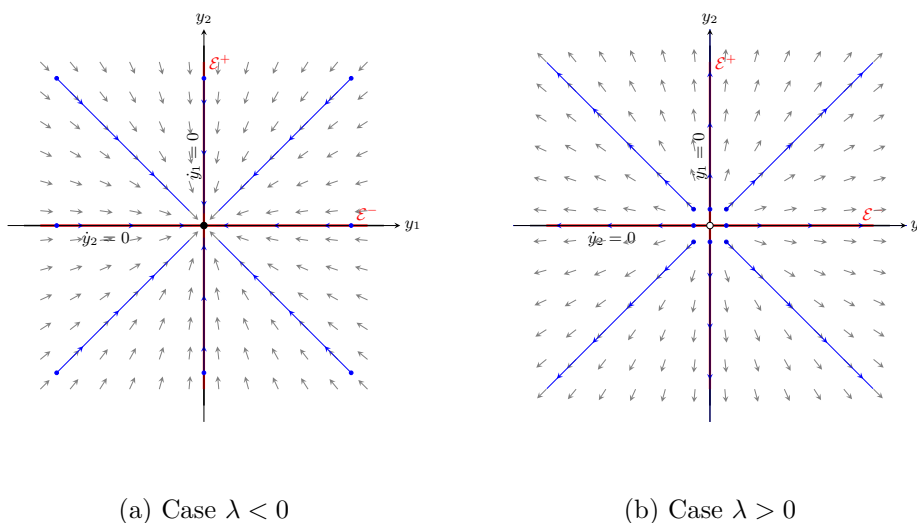 y₂
ℰ⁺
ẏ₁ = 0
ℰ⁻
y₁
ẏ₂ = 0
y₂
ℰ⁺
ẏ₁ = 0
ℰ
y
ẏ₂ = 0
(a) Case λ < 0
(b) Case λ > 0